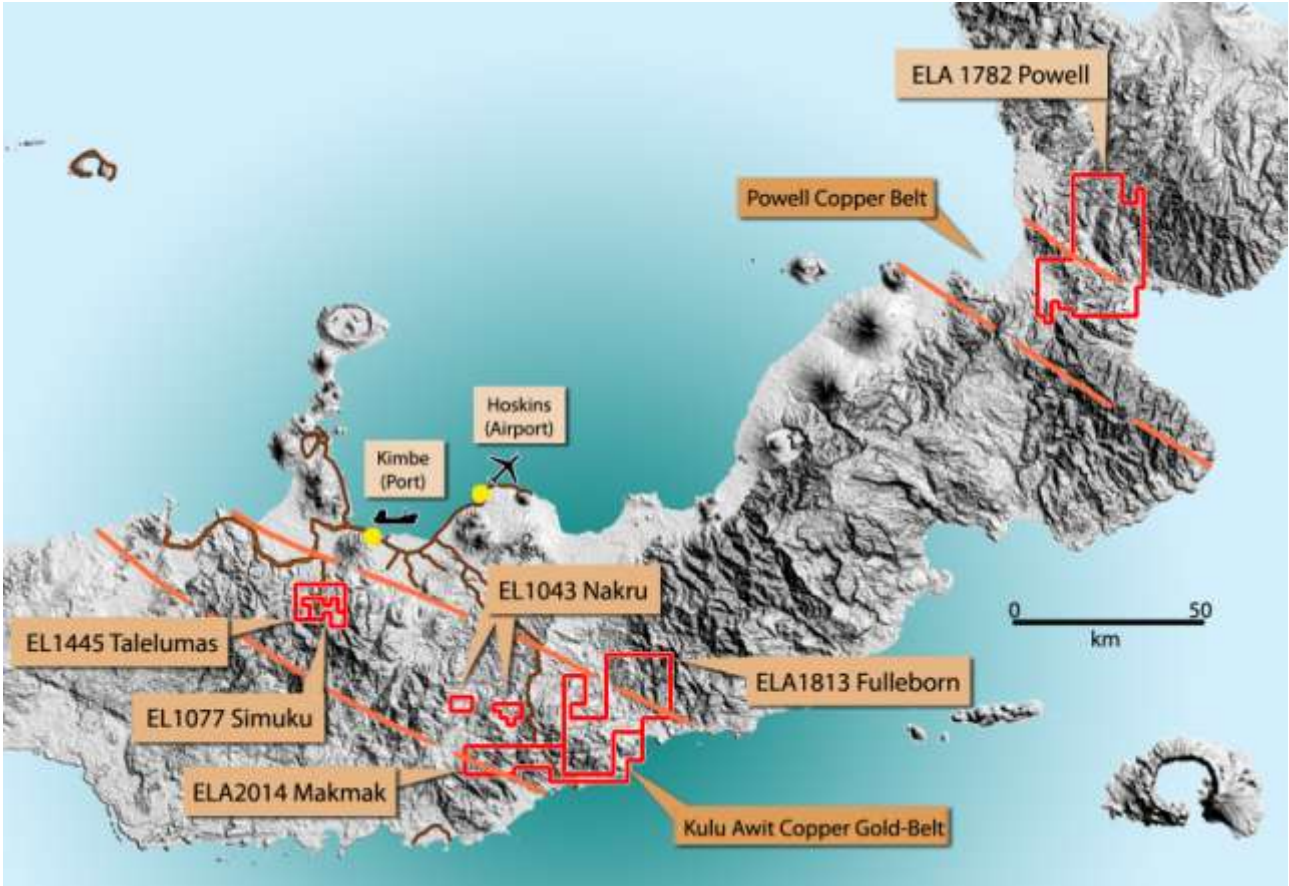 ELA 1782 Powell
Powell Copper Belt
Hoskins
(Airport)
Kimbe
(Port)
EL1043 Nakru
0 50
km
EL1445 Talelumas
ELA1813 Fulleborn
EL1077 Simuku
ELA2014 Makmak
Kulu Awit Copper Gold-Belt